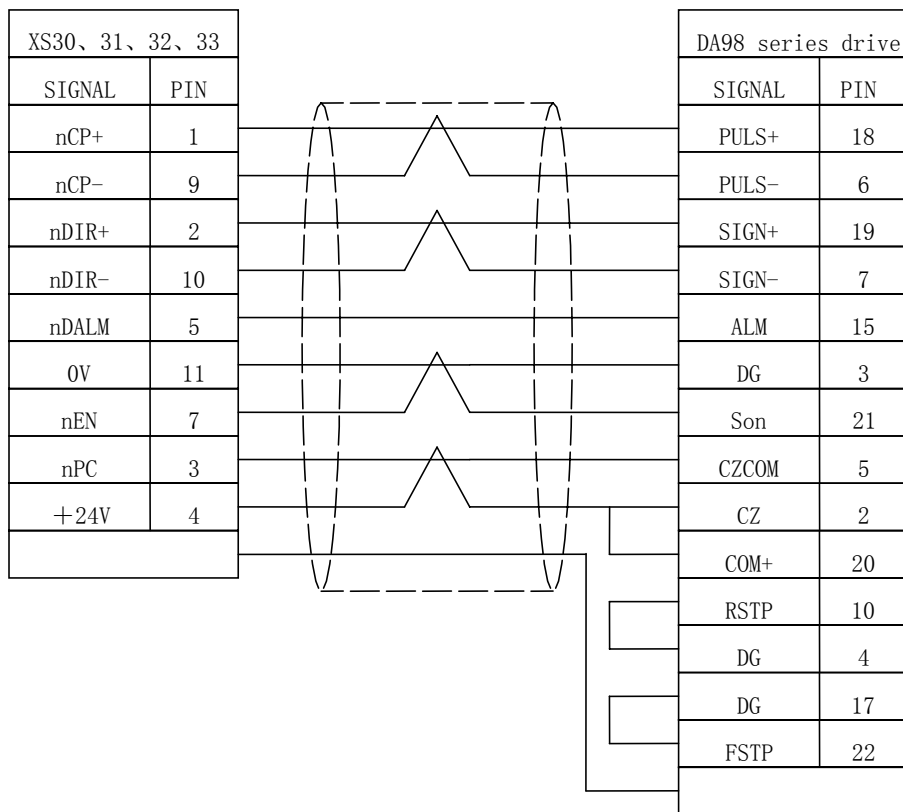 XS30、31、32、33
SIGNAL PIN
nCP+ 1
nCP- 9
nDIR+ 2
nDIR- 10
nDALM 5
0V 11
nEN 7
nPC 3
+24V 4
DA98 series drive
SIGNAL PIN
PULS+ 18
PULS- 6
SIGN+ 19
SIGN- 7
ALM 15
DG 3
Son 21
CZCOM 5
CZ 2
COM+ 20
RSTP 10
DG 4
DG 17
FSTP 22